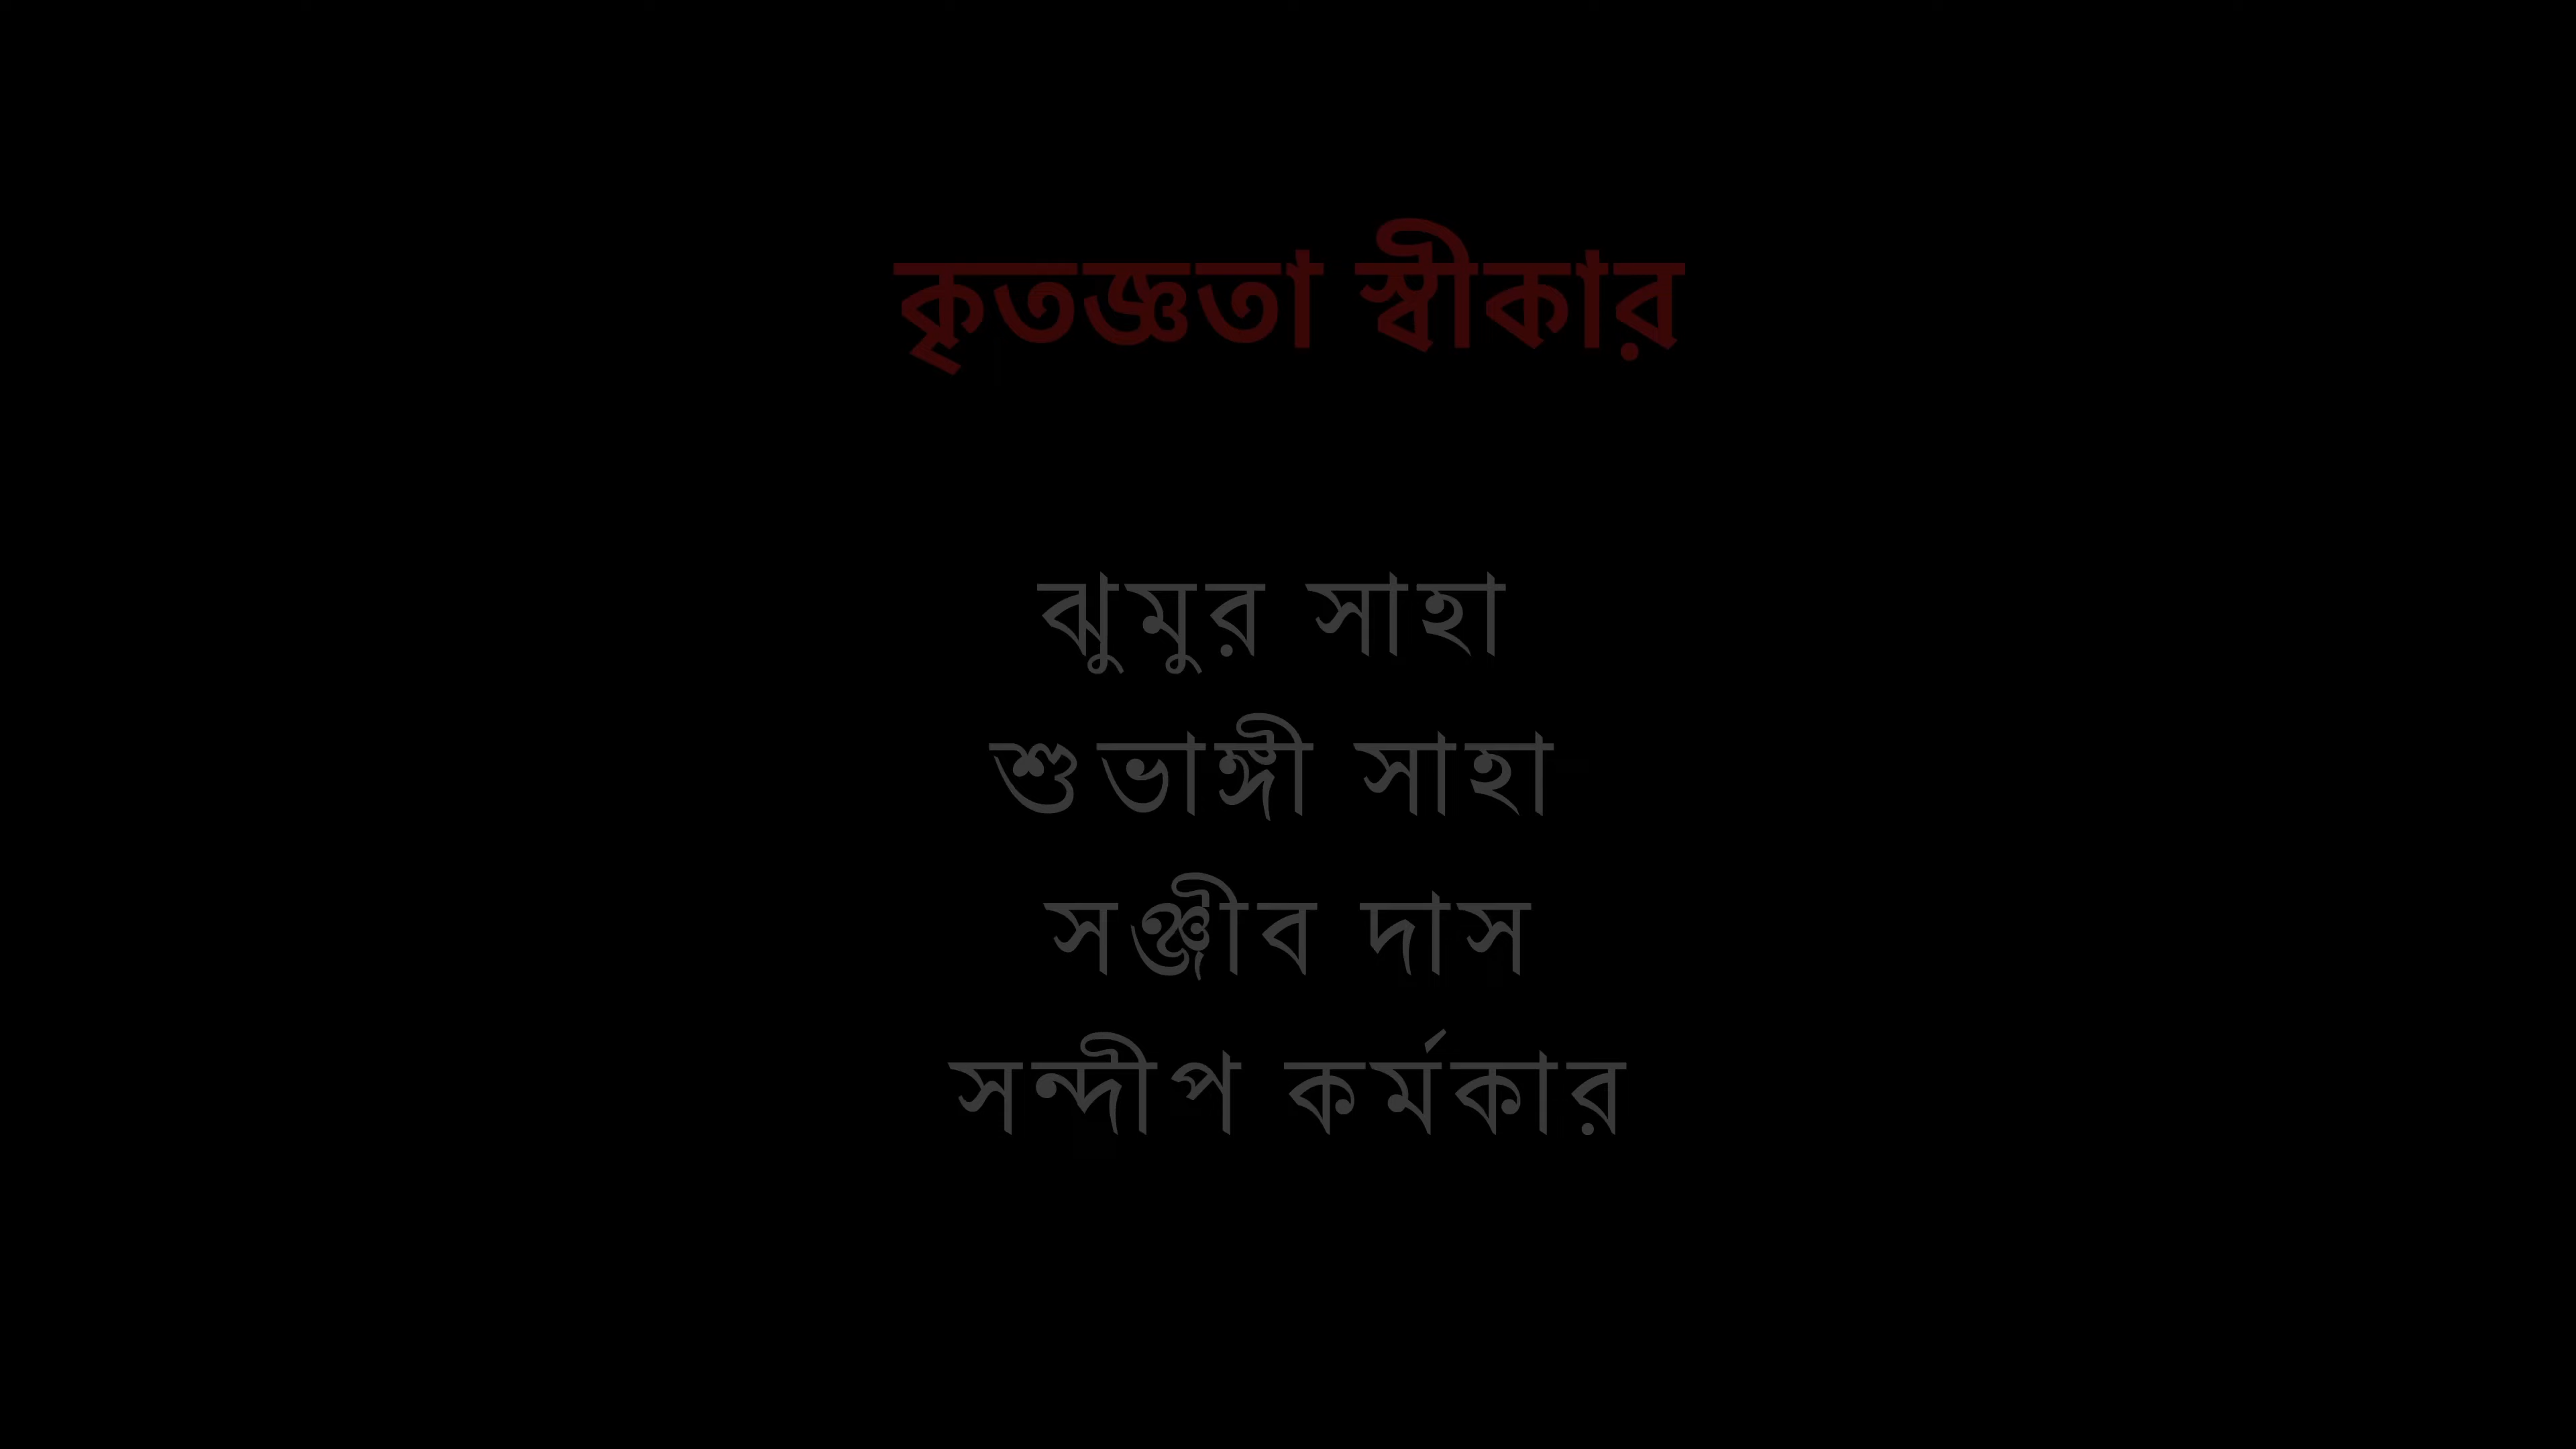 কৃতজ্ঞতা স্বীকার
ঝুমুর সাহা
শুভাঙ্গী সাহা
সঞ্জীব দাস
সন্দীপ কর্মকার